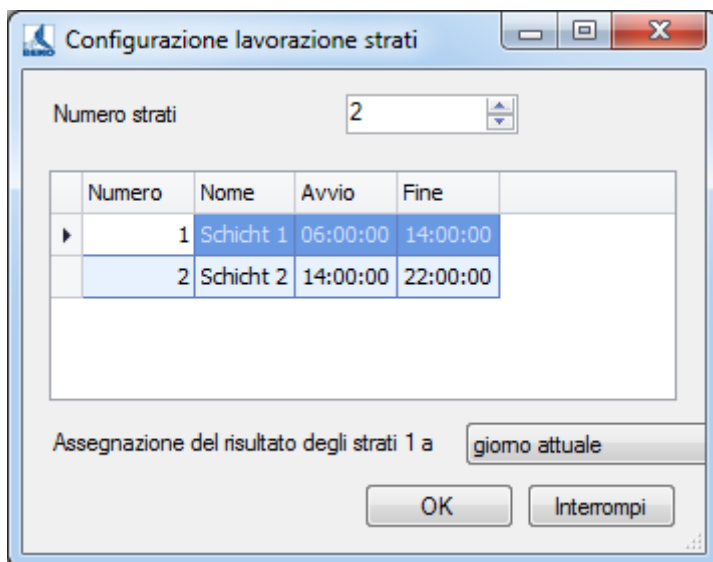 BEKO Configurazione lavorazione strati
Numero strati 2
Numero Nome Avvio Fine
1 Schicht 1 06:00:00 14:00:00
2 Schicht 2 14:00:00 22:00:00
Assegnazione del risultato degli strati 1 a giorno attuale
OK Interrompi